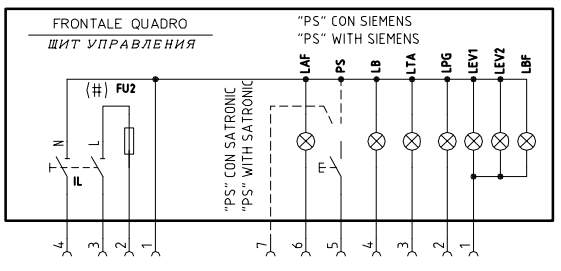 FRONTALE QUADRO
ЩИТ УПРАВЛЕНИЯ
"PS" CON SIEMENS
"PS" WITH SIEMENS
LAF
PS
LB
LTA
LPG
LEV1
LEV2
LBF
(#) FU2
"PS" CON SATRONIC
"PS" WITH SATRONIC
N
L
IL
4
3
2
1
7
6
5
4
3
2
1